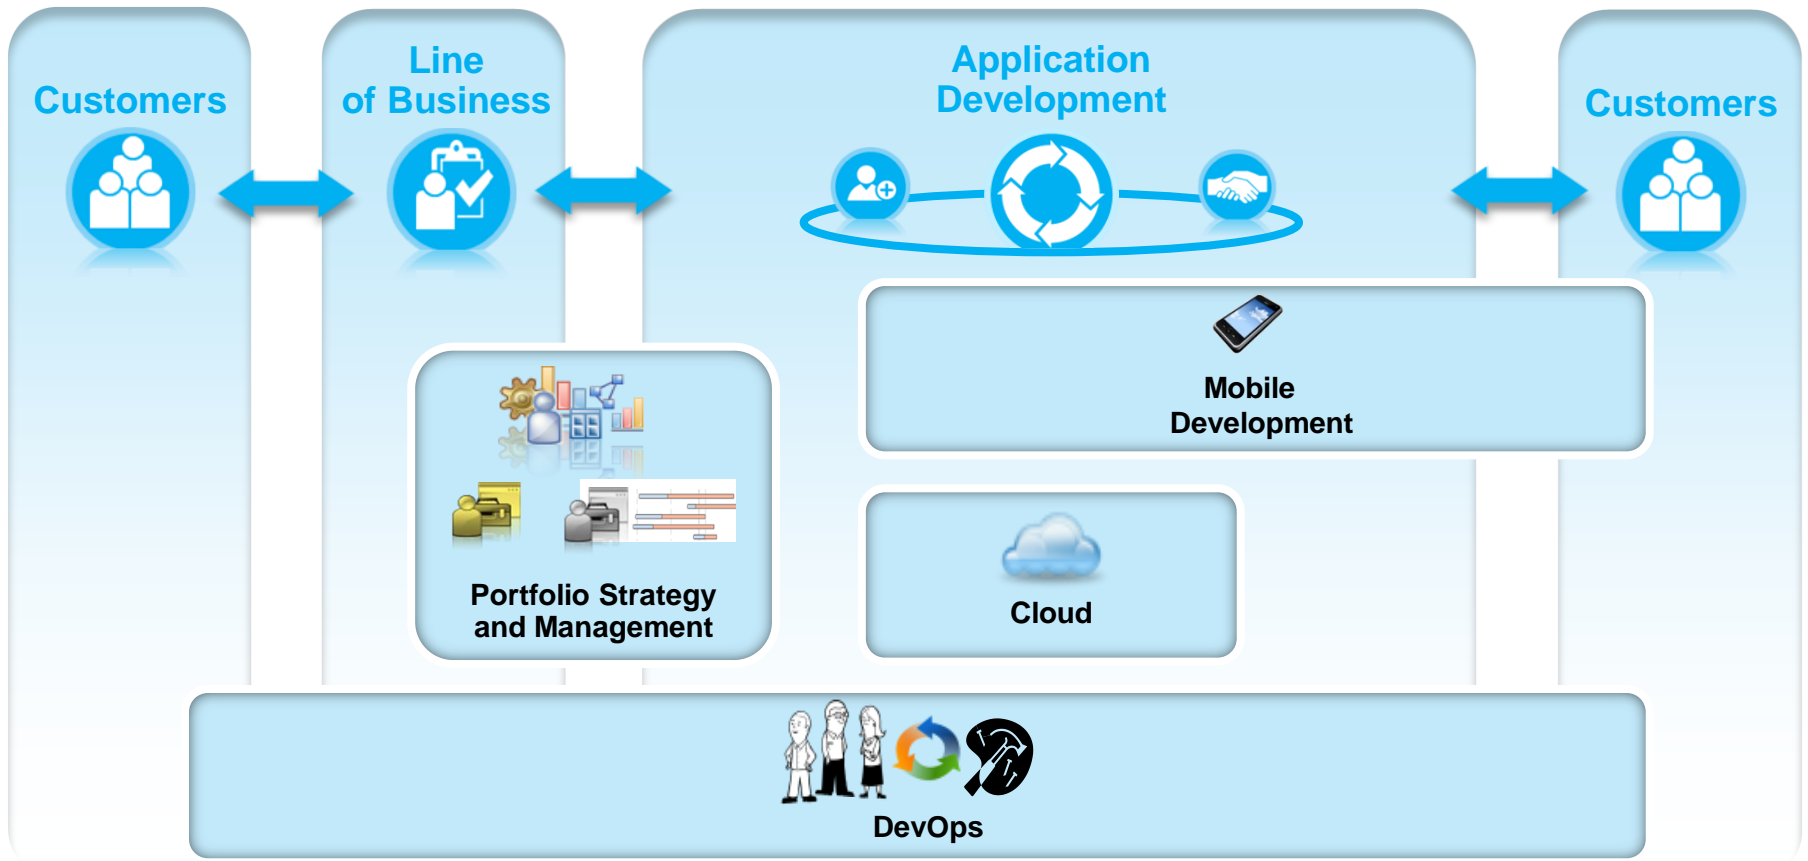 Customers
Line
of Business
Application
Development
Customers
Mobile
Development
Portfolio Strategy
and Management
Cloud
DevOps